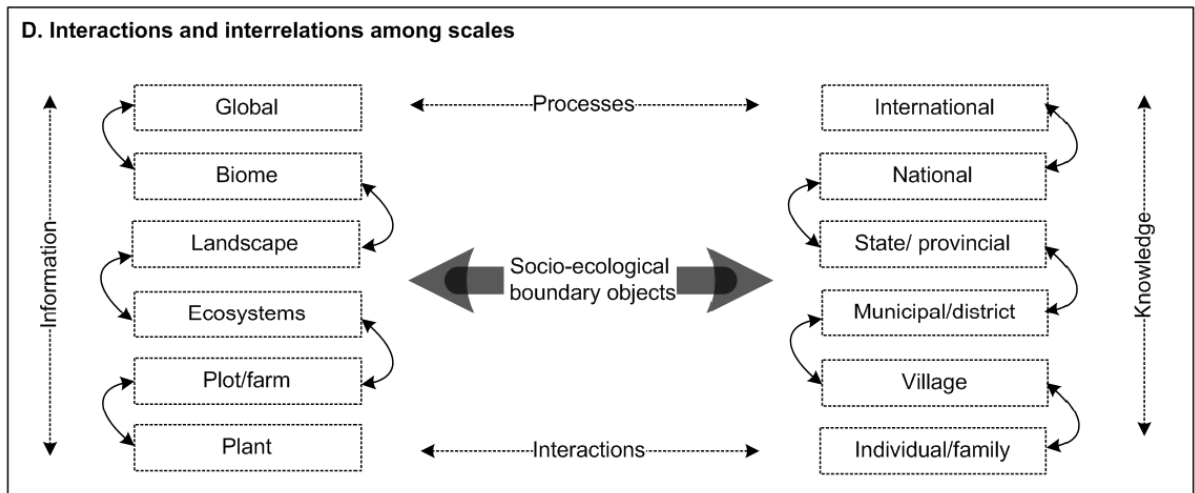 D. Interactions and interrelations among scales
Global
Processes
International
Biome
National
Landscape
State/ provincial
Information
Socio-ecological
boundary objects
Knowledge
Ecosystems
Municipal/district
Plot/farm
Village
Plant
Interactions
Individual/family